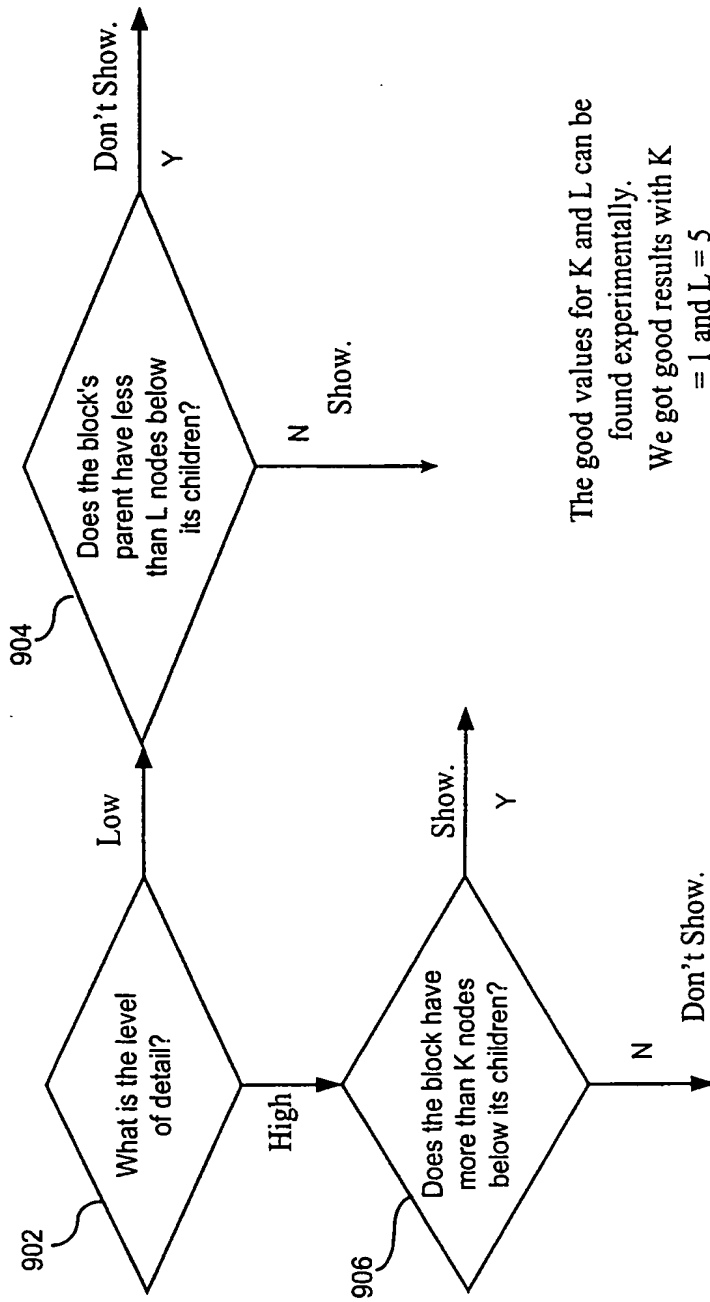 902
What is the level
of detail?
Low
High
904
Does the block's
parent have less
than L nodes below
its children?
Don't Show.
Y
N
Show.
906
Does the block have
more than K nodes
below its children?
Show.
Y
N
Don't Show.
The good values for K and L can be
found experimentally.
We got good results with K
= 1 and L = 5